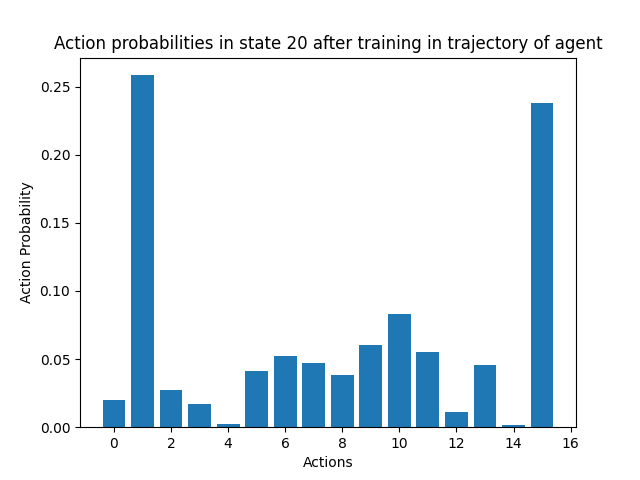 Action probabilities in state 20 after training in trajectory of agent
0.25
0.20
0.15
0.10
0.05
0.00
Action Probability
0 2 4 6 8 10 12 14 16
Actions